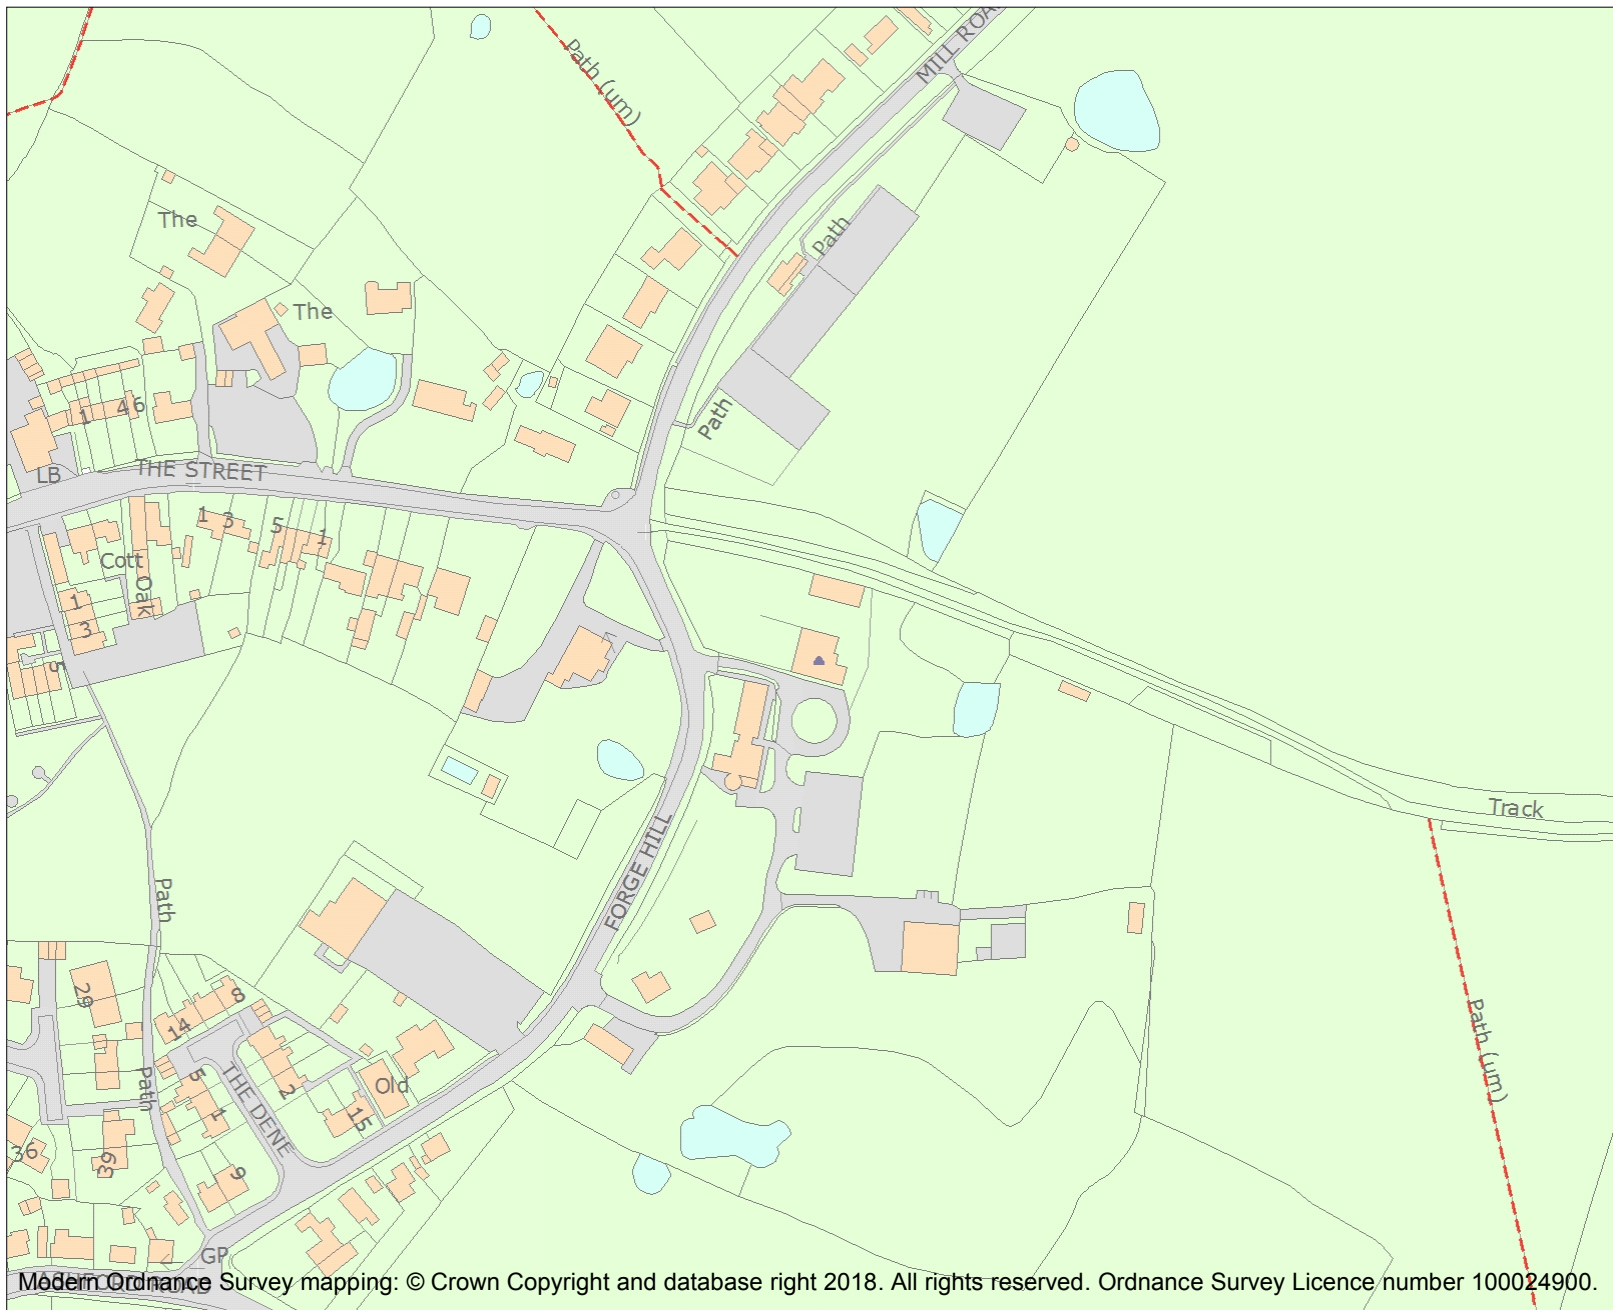 MILL ROA
Path (um)
The
Path
The
1 4 6
Path
LB
THE STREET
1 3 5 1
Cott
Oak
1
3
5
Track
FORGE HILL
Path
29
8
14
Path (um)
Path
5
THE DENE
2
Old
1
15
36
39
9
GP
Modern Ordnance Survey mapping: © Crown Copyright and database right 2018. All rights reserved. Ordnance Survey Licence number 100024900.